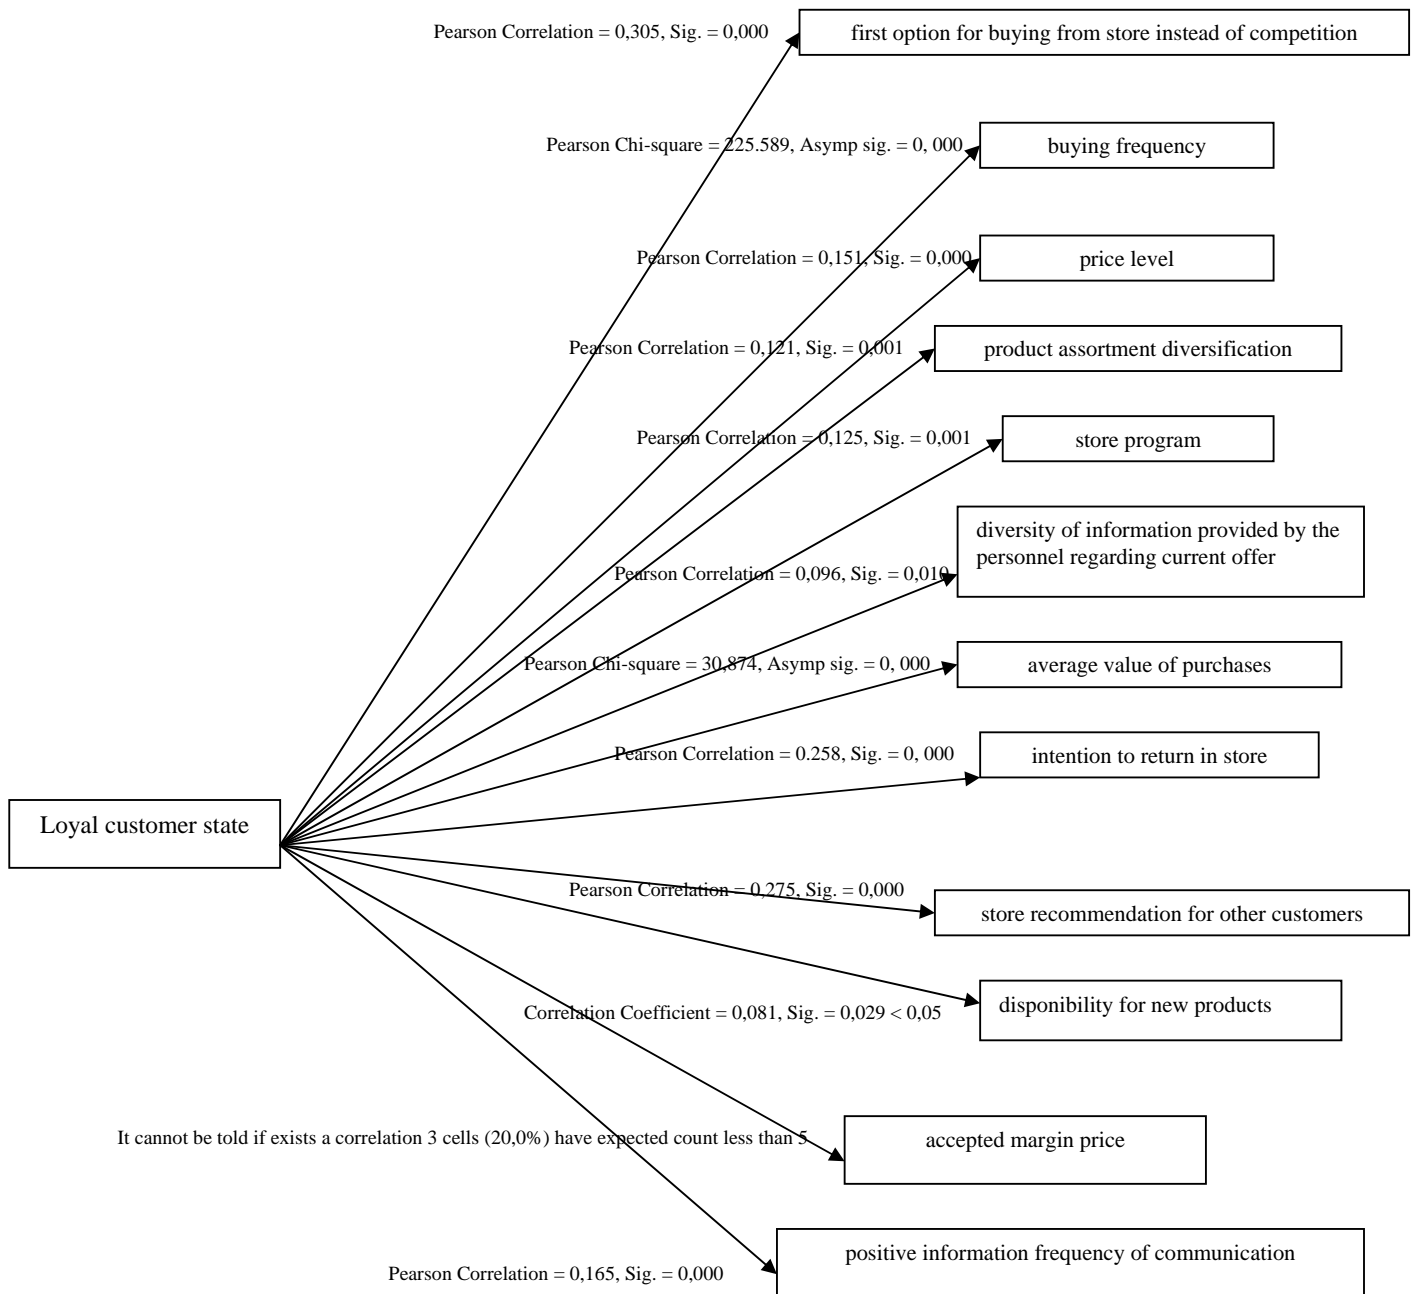 Pearson Correlation = 0,305, Sig. = 0,000
first option for buying from store instead of competition
Pearson Chi-square = 225.589, Asymp sig. = 0, 000
buying frequency
Pearson Correlation = 0,151, Sig. = 0,000
price level
Pearson Correlation = 0,121, Sig. = 0,001
product assortment diversification
Pearson Correlation = 0,125, Sig. = 0,001
store program
diversity of information provided by the
personnel regarding current offer
Pearson Correlation = 0,096, Sig. = 0,010
Pearson Chi-square = 30,874, Asymp sig. = 0, 000
average value of purchases
Pearson Correlation = 0.258, Sig. = 0, 000
intention to return in store
Loyal customer state
Pearson Correlation = 0,275, Sig. = 0,000
store recommendation for other customers
Correlation Coefficient = 0,081, Sig. = 0,029 < 0,05
disponibility for new products
It cannot be told if exists a correlation 3 cells (20,0%) have expected count less than 5
accepted margin price
Pearson Correlation = 0,165, Sig. = 0,000
positive information frequency of communication